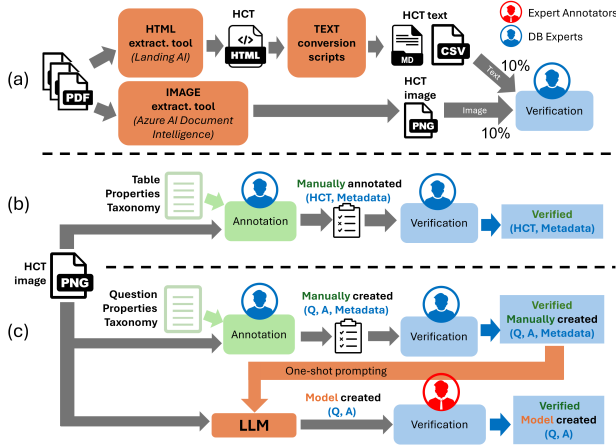 Expert Annotators
DB Experts
(a)
PDF
HTML
extract. tool
(Landing AI)
HCT
HTML
TEXT
conversion
scripts
HCT text
MD
CSV
Text
10%
IMAGE
extract. tool
(Azure AI Document
Intelligence)
HCT
image
PNG
Image
10%
Verification
(b)
Table
Properties
Taxonomy
Annotation
Manually annotated
(HCT, Metadata)
Verification
Verified
(HCT, Metadata)
HCT
image
PNG
(c)
Question
Properties
Taxonomy
Annotation
Manually created
(Q, A, Metadata)
Verification
Verified
Manually created
(Q, A, Metadata)
One-shot prompting
LLM
Model created
(Q, A)
Verification
Verified
Model created
(Q, A)